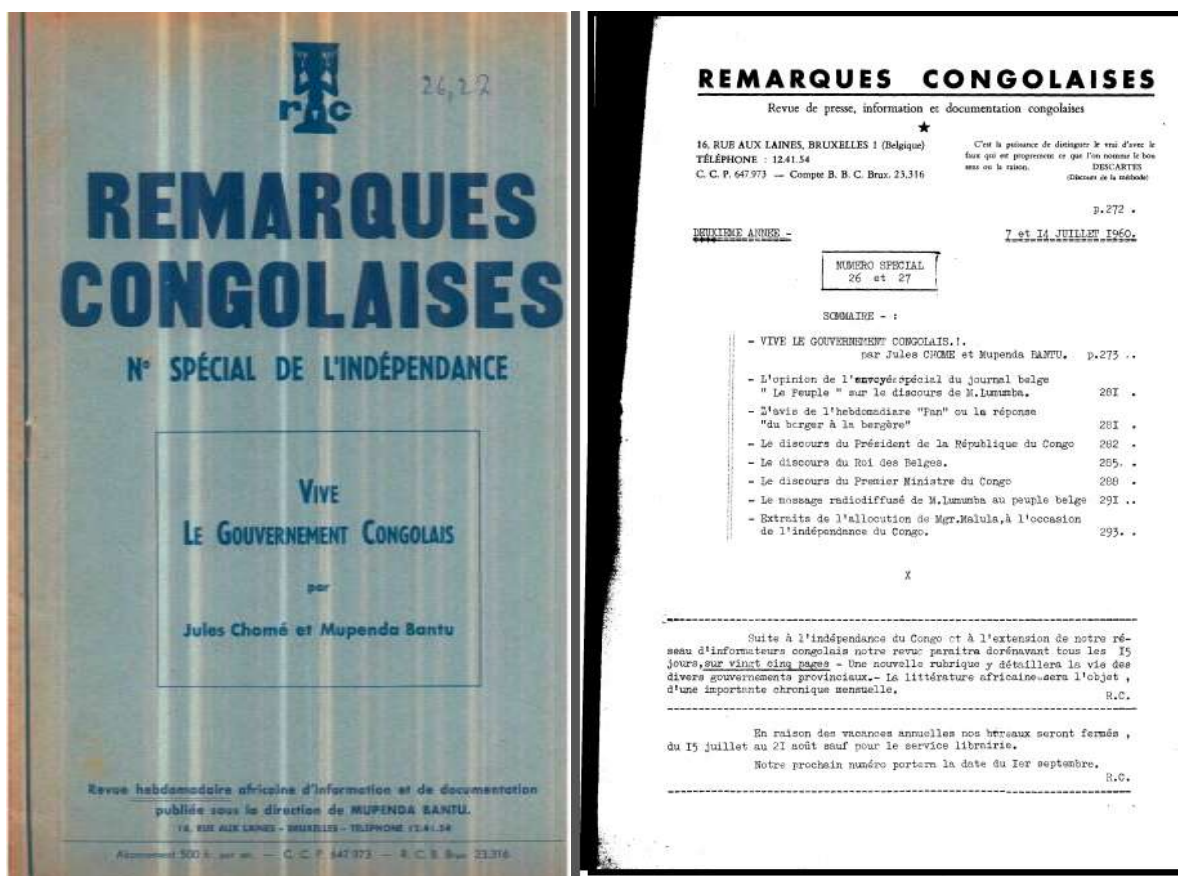 rac
26,27
REMARQUES
CONGOLAISES
N° SPÉCIAL DE L'INDÉPENDANCE
VIVE
LE GOUVERNEMENT CONGOLAIS
par
Jules Chomé et Mupenda Bantu
Revue hebdomadaire africaine d'information et de documentation
publiée sous la direction de MUPENDA BANTU.
16, RUE AUX LAINES - BRUXELLES - TÉLÉPHONE 12.41.54
Abonnement 500 fr. par an. — C. C. P. 647.973 — R. C. B. Brux. 23.316
REMARQUES CONGOLAISES
Revue de presse, information et documentation congolaises
★
16, RUE AUX LAINES, BRUXELLES 1 (Belgique)
TÉLÉPHONE : 12.41.54
C. C. P. 647.973 — Compte B. B. C. Brux. 23,316
C'est la puissance de distinguer le vrai d'avec le
faux qui est proprement ce que l'on nomme le bon
sens ou la raison. DESCARTES
(Discours de la méthode)
p.272 .
DEUXIEME ANNEE -
7 et I4 JUILLET I960.
NUMERO SPECIAL
26 et 27
SOMMAIRE - :
- VIVE LE GOUVERNEMENT CONGOLAIS.!.
par Jules CHOME et Mupenda BANTU. p.273 ..
- L'opinion de l'envoyé spécial du journal belge
" Le Peuple " sur le discours de M.Lumumba. 28I .
- L'avis de l'hebdomadiare "Pan" ou la réponse
"du berger à la bergère" 28I .
- Le discours du Président de la République du Congo 282 .
- Le discours du Roi des Belges. 285. .
- Le discours du Premier Ministre du Congo 288 .
- Le message radiodiffusé de M.Lumumba au peuple belge 29I ..
- Extraits de l'allocution de Mgr.Malula,à l'occasion
de l'indépendance du Congo. 293. .
X
Suite à l'indépendance du Congo et à l'extension de notre ré-
seau d'informateurs congolais notre revue paraitra dorénavant tous les I5
jours,sur vingt cinq pages - Une nouvelle rubrique y détaillera la vie des
divers gouvernements provinciaux.- La littérature africaine sera l'objet ,
d'une importante chronique mensuelle.
R.C.
En raison des vacances annuelles nos bureaux seront fermés ,
du I5 juillet au 2I août sauf pour le service librairie.
Notre prochain numéro portera la date du Ier septembre.
R.C.